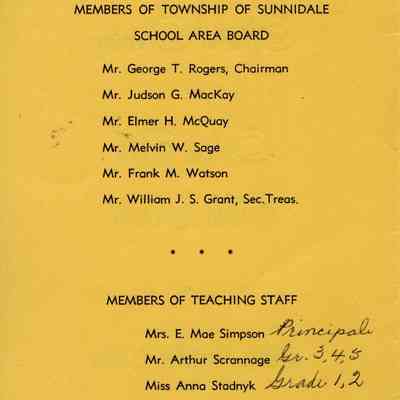 MEMBERS OF TOWNSHIP OF SUNNIDALE
SCHOOL AREA BOARD
Mr. George T. Rogers, Chairman
Mr. Judson G. MacKay
Mr. Elmer H. McQuay
Mr. Melvin W. Sage
Mr. Frank M. Watson
Mr. William J. S. Grant, Sec.Treas.
* * *
MEMBERS OF TEACHING STAFF
Mrs. E. Mae Simpson Principal
Mr. Arthur Scrannage Gr. 3, 4, 5
Miss Anna Stadnyk Grade 1, 2